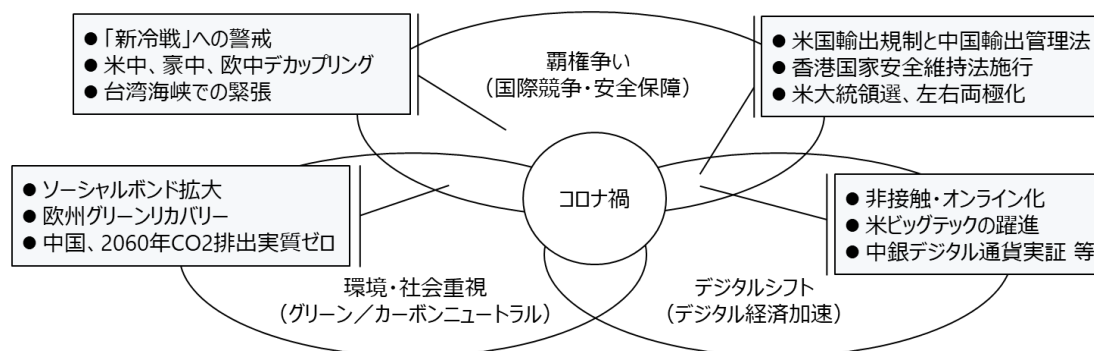 ● 「新冷戦」への警戒
● 米中、豪中、欧中デカップリング
● 台湾海峡での緊張
覇権争い
（国際競争・安全保障）
● 米国輸出規制と中国輸出管理法
● 香港国家安全維持法施行
● 米大統領選、左右両極化
● ソーシャルボンド拡大
● 欧州グリーンリカバリー
● 中国、2060年CO2排出実質ゼロ
コロナ禍
● 非接触・オンライン化
● 米ビッグテックの躍進
● 中銀デジタル通貨実証 等
環境・社会重視
（グリーン／カーボンニュートラル）
デジタルシフト
（デジタル経済加速）